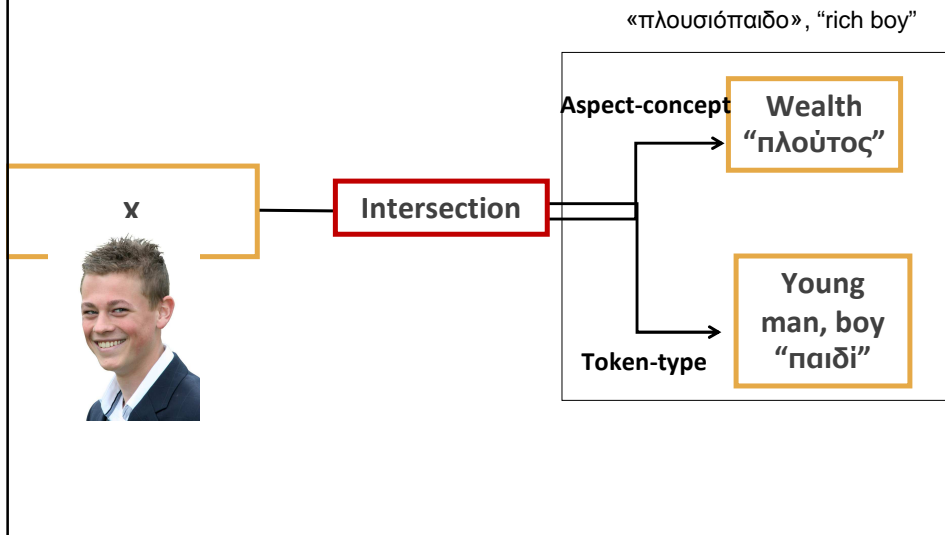 «πλουσιόπαιδο», “rich boy”
Aspect-concept
Wealth
“πλούτος”
x
Intersection
Young
man, boy
“παιδί”
Token-type